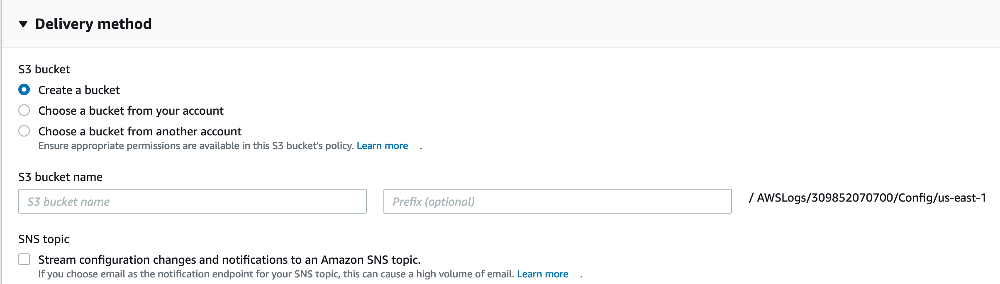 Delivery method
S3 bucket
Create a bucket
Choose a bucket from your account
Choose a bucket from another account
Ensure appropriate permissions are available in this S3 bucket's policy. Learn more .
S3 bucket name
S3 bucket name Prefix (optional) / AWSLogs/309852070700/Config/us-east-1
SNS topic
Stream configuration changes and notifications to an Amazon SNS topic.
If you choose email as the notification endpoint for your SNS topic, this can cause a high volume of email. Learn more .